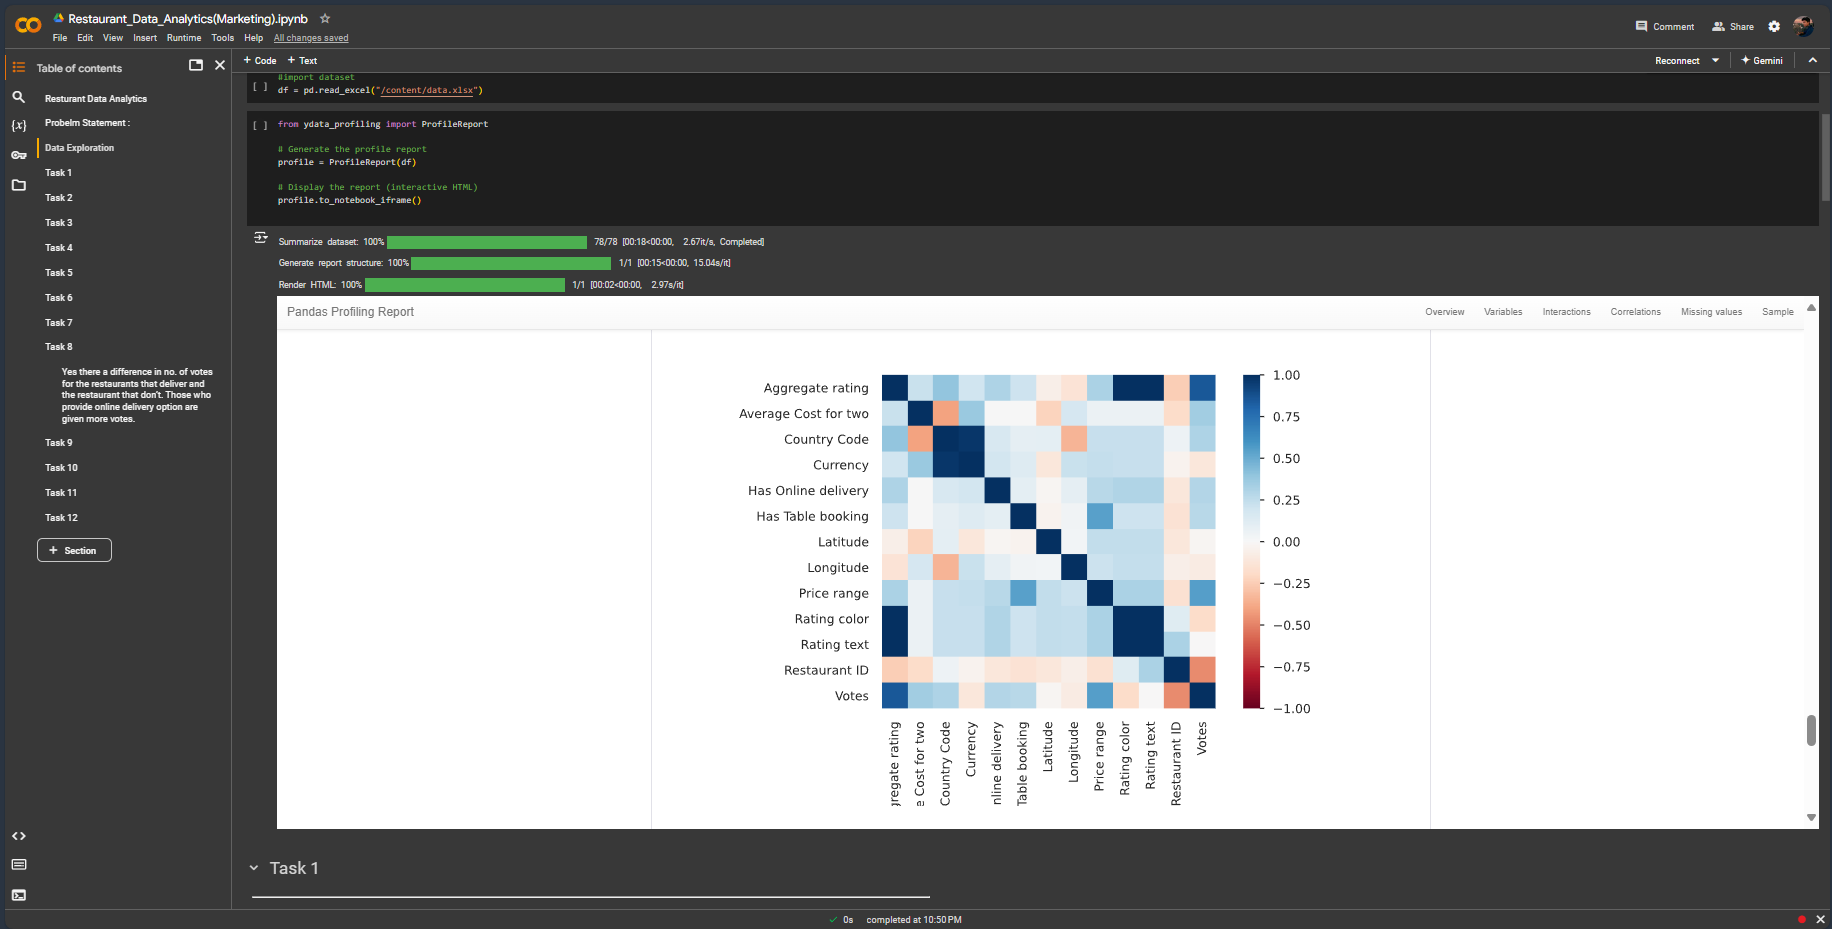 Restaurant_Data_Analytics(Marketing).ipynb
File Edit View Insert Runtime Tools Help All changes saved
Comment Share
Table of contents
+ Code + Text
Reconnect Gemini
Resturant Data Analytics
Probelm Statement :
Data Exploration
Task 1
Task 2
Task 3
Task 4
Task 5
Task 6
Task 7
Task 8
Yes there a difference in no. of votes
for the restaurants that deliver and
the restaurant that don't. Those who
provide online delivery option are
given more votes.
Task 9
Task 10
Task 11
Task 12
+ Section
#import dataset
[ ] df = pd.read_excel("/content/data.xlsx")
[ ] from ydata_profiling import ProfileReport
# Generate the profile report
profile = ProfileReport(df)
# Display the report (interactive HTML)
profile.to_notebook_iframe()
Summarize dataset: 100% 78/78 [00:18<00:00, 2.67it/s, Completed]
Generate report structure: 100% 1/1 [00:15<00:00, 15.04s/it]
Render HTML: 100% 1/1 [00:02<00:00, 2.97s/it]
Pandas Profiling Report
Overview Variables Interactions Correlations Missing values Sample
Aggregate rating
Average Cost for two
Country Code
Currency
Has Online delivery
Has Table booking
Latitude
Longitude
Price range
Rating color
Rating text
Restaurant ID
Votes
1.00
0.75
0.50
0.25
0.00
−0.25
−0.50
−0.75
−1.00
gregate rating
e Cost for two
Country Code
Currency
nline delivery
Table booking
Latitude
Longitude
Price range
Rating color
Rating text
Restaurant ID
Votes
Task 1
0s completed at 10:50 PM